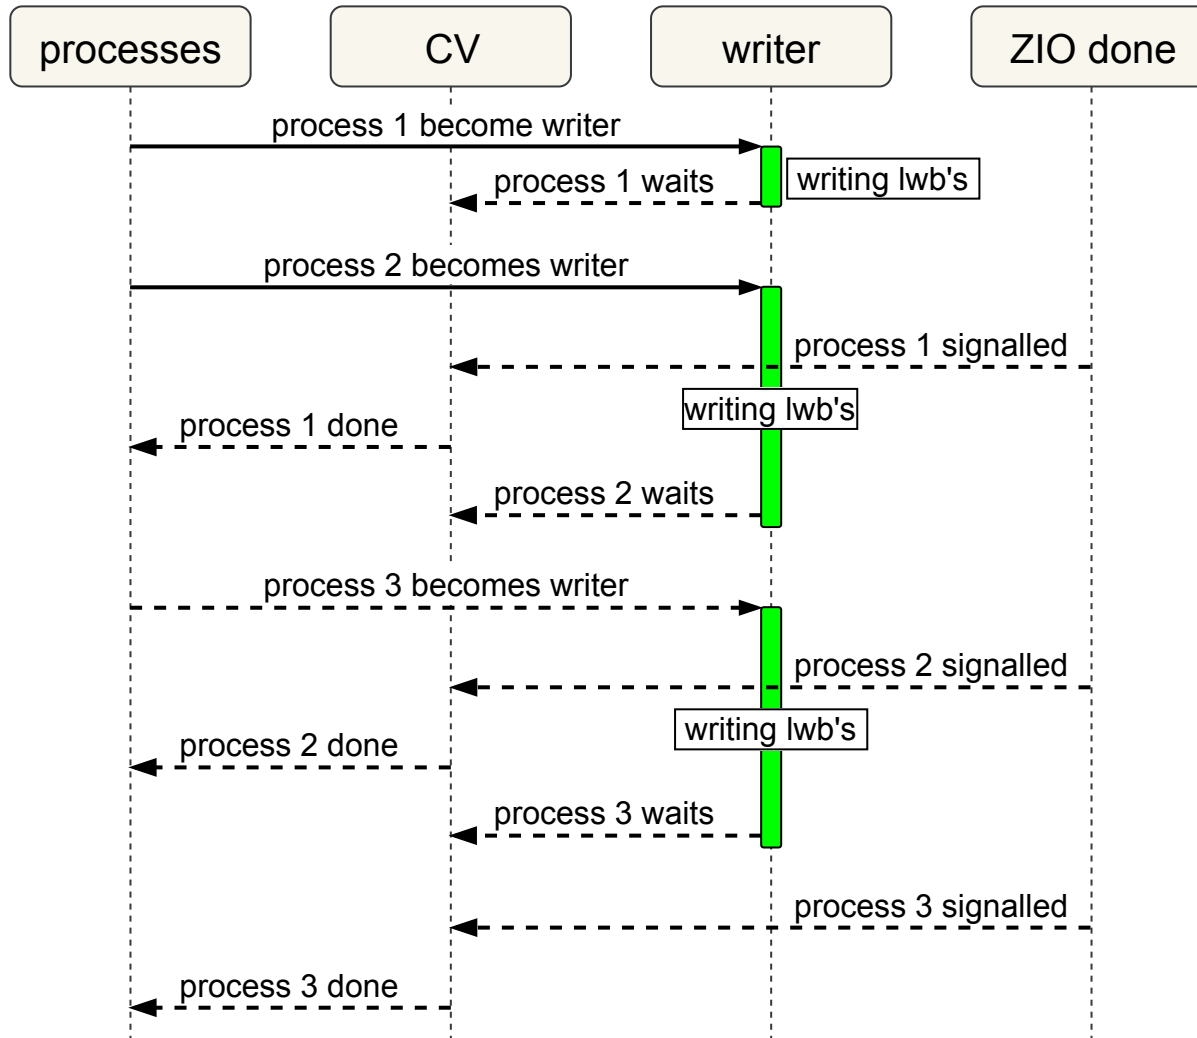 processes
CV
writer
ZIO done
process 1 become writer
process 1 waits
writing lwb's
process 2 becomes writer
process 1 signalled
writing lwb's
process 1 done
process 2 waits
process 3 becomes writer
process 2 signalled
writing lwb's
process 2 done
process 3 waits
process 3 signalled
process 3 done